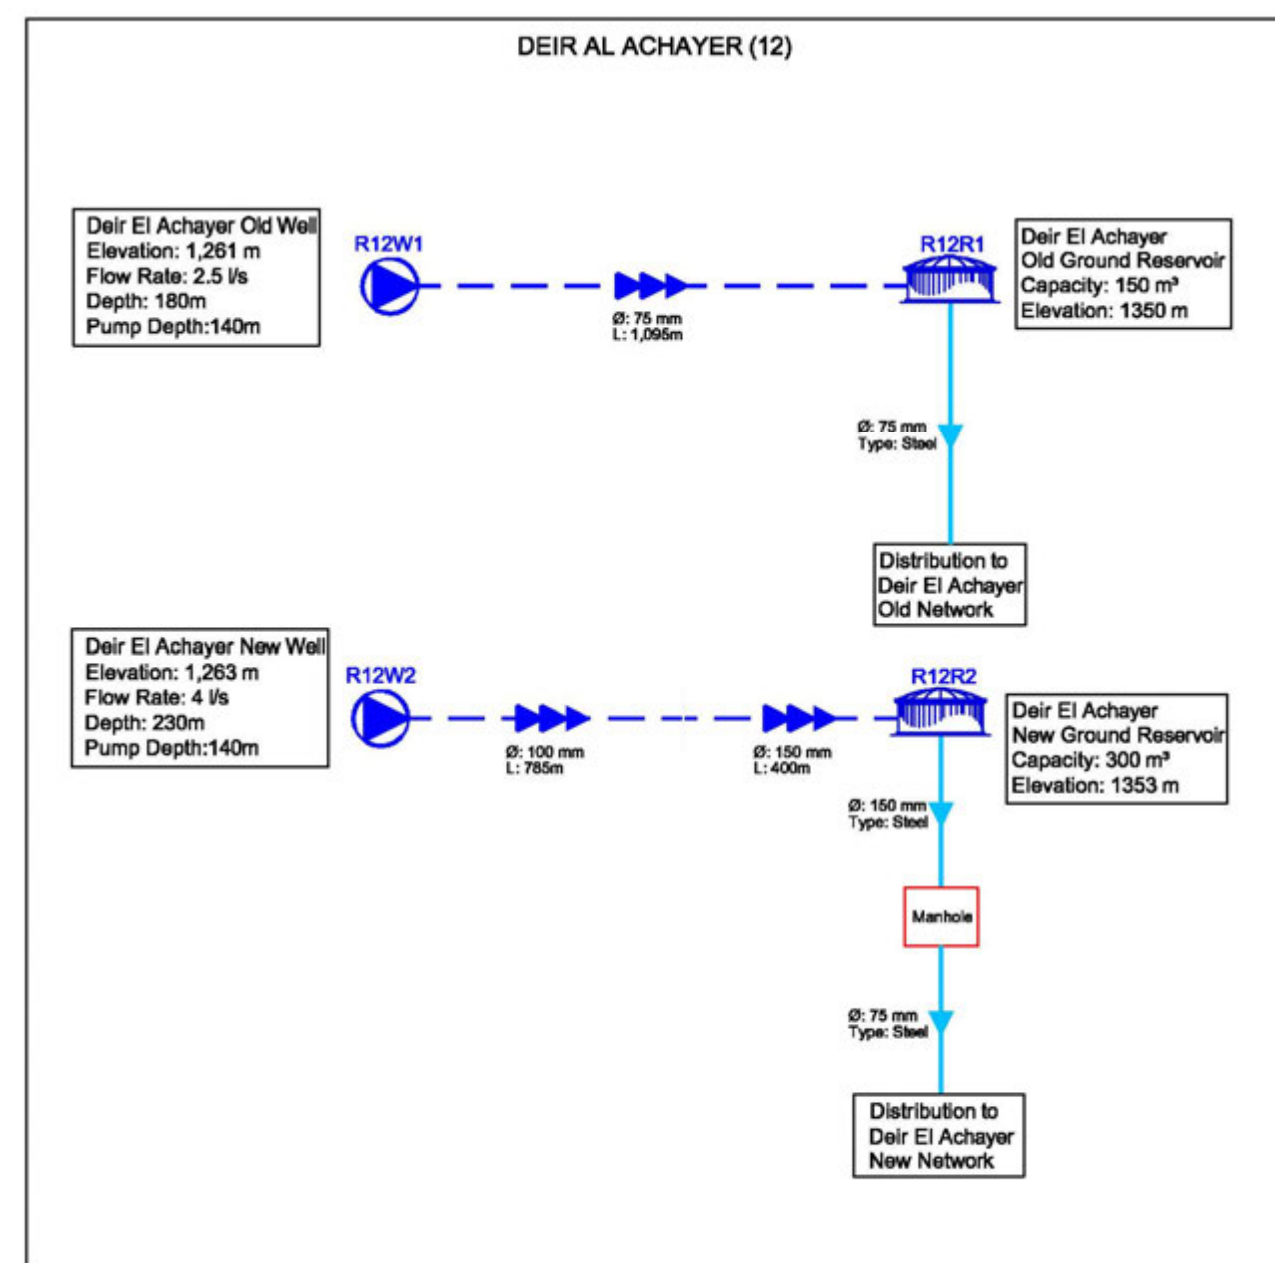 DEIR AL ACHAYER (12)
Deir El Achayer Old Well
Elevation: 1,261 m
Flow Rate: 2.5 l/s
Depth: 180m
Pump Depth:140m
R12W1
Ø: 75 mm
L: 1,095m
R12R1
Deir El Achayer
Old Ground Reservoir
Capacity: 150 m³
Elevation: 1350 m
Ø: 75 mm
Type: Steel
Distribution to
Deir El Achayer
Old Network
Deir El Achayer New Well
Elevation: 1,263 m
Flow Rate: 4 l/s
Depth: 230m
Pump Depth:140m
R12W2
Ø: 100 mm
L: 785m
Ø: 150 mm
L: 400m
R12R2
Deir El Achayer
New Ground Reservoir
Capacity: 300 m³
Elevation: 1353 m
Ø: 150 mm
Type: Steel
Manhole
Ø: 75 mm
Type: Steel
Distribution to
Deir El Achayer
New Network